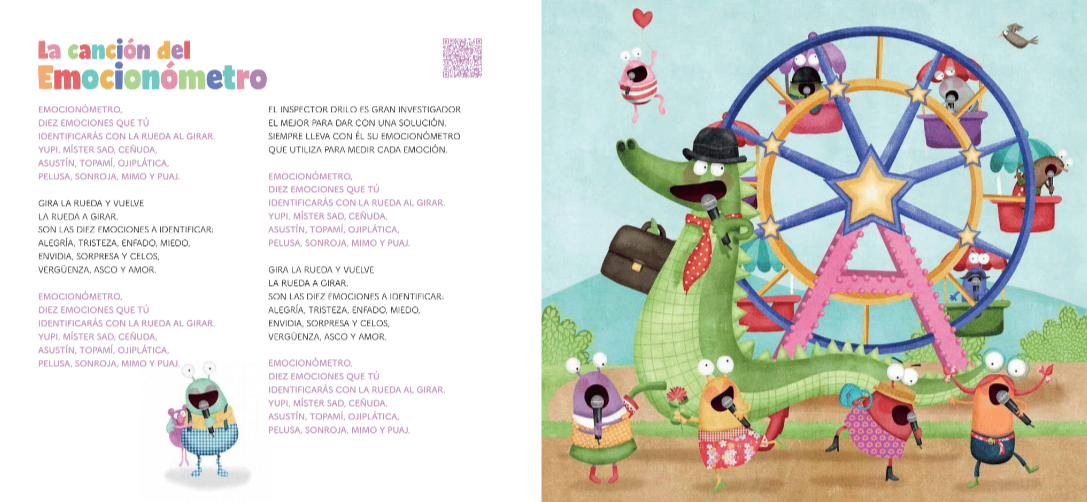 La canción del
Emocionómetro
EMOCIONÓMETRO,
DIEZ EMOCIONES QUE TÚ
IDENTIFICARÁS CON LA RUEDA AL GIRAR.
YUPI, MÍSTER SAD, CEÑUDA,
ASUSTÍN, TOPAMÍ, OJIPLÁTICA,
PELUSA, SONROJA, MIMO Y PUAJ.
GIRA LA RUEDA Y VUELVE
LA RUEDA A GIRAR.
SON LAS DIEZ EMOCIONES A IDENTIFICAR:
ALEGRÍA, TRISTEZA, ENFADO, MIEDO,
ENVIDIA, SORPRESA Y CELOS,
VERGÜENZA, ASCO Y AMOR.
EMOCIONÓMETRO,
DIEZ EMOCIONES QUE TÚ
IDENTIFICARÁS CON LA RUEDA AL GIRAR.
YUPI, MÍSTER SAD, CEÑUDA,
ASUSTÍN, TOPAMÍ, OJIPLÁTICA,
PELUSA, SONROJA, MIMO Y PUAJ.
EL INSPECTOR DRILO ES GRAN INVESTIGADOR
EL MEJOR PARA DAR CON UNA SOLUCIÓN.
SIEMPRE LLEVA CON ÉL SU EMOCIONÓMETRO
QUE UTILIZA PARA MEDIR CADA EMOCIÓN.
EMOCIONÓMETRO,
DIEZ EMOCIONES QUE TÚ
IDENTIFICARÁS CON LA RUEDA AL GIRAR.
YUPI, MÍSTER SAD, CEÑUDA,
ASUSTÍN, TOPAMÍ, OJIPLÁTICA,
PELUSA, SONROJA, MIMO Y PUAJ.
GIRA LA RUEDA Y VUELVE
LA RUEDA A GIRAR.
SON LAS DIEZ EMOCIONES A IDENTIFICAR:
ALEGRÍA, TRISTEZA, ENFADO, MIEDO,
ENVIDIA, SORPRESA Y CELOS,
VERGÜENZA, ASCO Y AMOR.
EMOCIONÓMETRO,
DIEZ EMOCIONES QUE TÚ
IDENTIFICARÁS CON LA RUEDA AL GIRAR.
YUPI, MÍSTER SAD, CEÑUDA,
ASUSTÍN, TOPAMÍ, OJIPLÁTICA,
PELUSA, SONROJA, MIMO Y PUAJ.